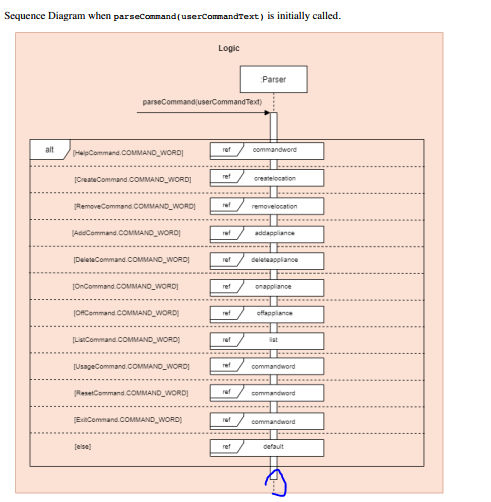 Sequence Diagram when parseCommand(userCommandText) is initially called.
Logic
:Parser
parseCommand(userCommandText)
alt
[HelpCommand.COMMAND_WORD] ref commandword
[CreateCommand.COMMAND_WORD] ref createlocation
[RemoveCommand.COMMAND_WORD] ref removelocation
[AddCommand.COMMAND_WORD] ref addappliance
[DeleteCommand.COMMAND_WORD] ref deleteappliance
[OnCommand.COMMAND_WORD] ref onappliance
[OffCommand.COMMAND_WORD] ref offappliance
[ListCommand.COMMAND_WORD] ref list
[UsageCommand.COMMAND_WORD] ref commandword
[ResetCommand.COMMAND_WORD] ref commandword
[ExitCommand.COMMAND_WORD] ref commandword
[else] ref default